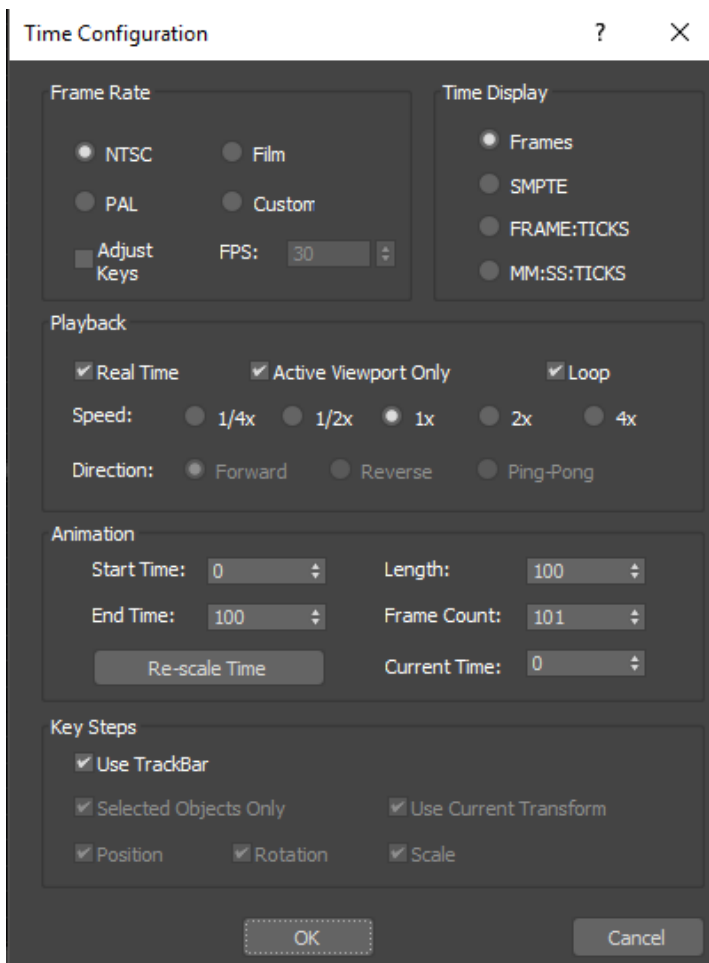 Time Configuration ? ×
Frame Rate
NTSC Film
PAL Custom
Adjust
Keys
FPS: 30
Time Display
Frames
SMPTE
FRAME:TICKS
MM:SS:TICKS
Playback
Real Time Active Viewport Only Loop
Speed: 1/4x 1/2x 1x 2x 4x
Direction: Forward Reverse Ping-Pong
Animation
Start Time: 0 Length: 100
End Time: 100 Frame Count: 101
Re-scale Time Current Time: 0
Key Steps
Use TrackBar
Selected Objects Only Use Current Transform
Position Rotation Scale
OK Cancel